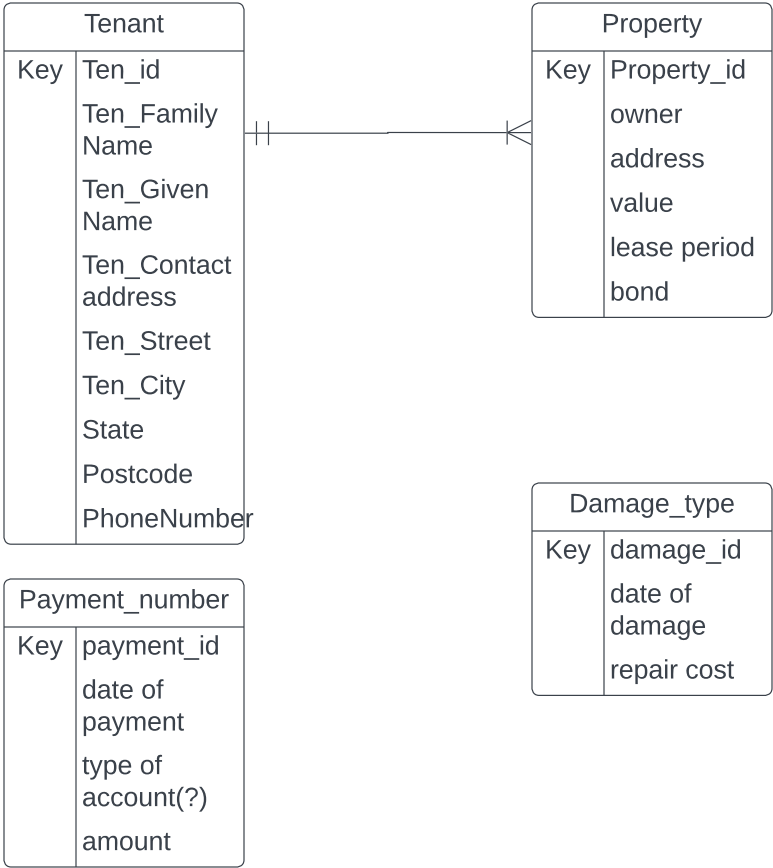 Tenant
Key Ten_id
Ten_Family
Name
Ten_Given
Name
Ten_Contact
address
Ten_Street
Ten_City
State
Postcode
PhoneNumber
Property
Key Property_id
owner
address
value
lease period
bond
Payment_number
Key payment_id
date of
payment
type of
account(?)
amount
Damage_type
Key damage_id
date of
damage
repair cost